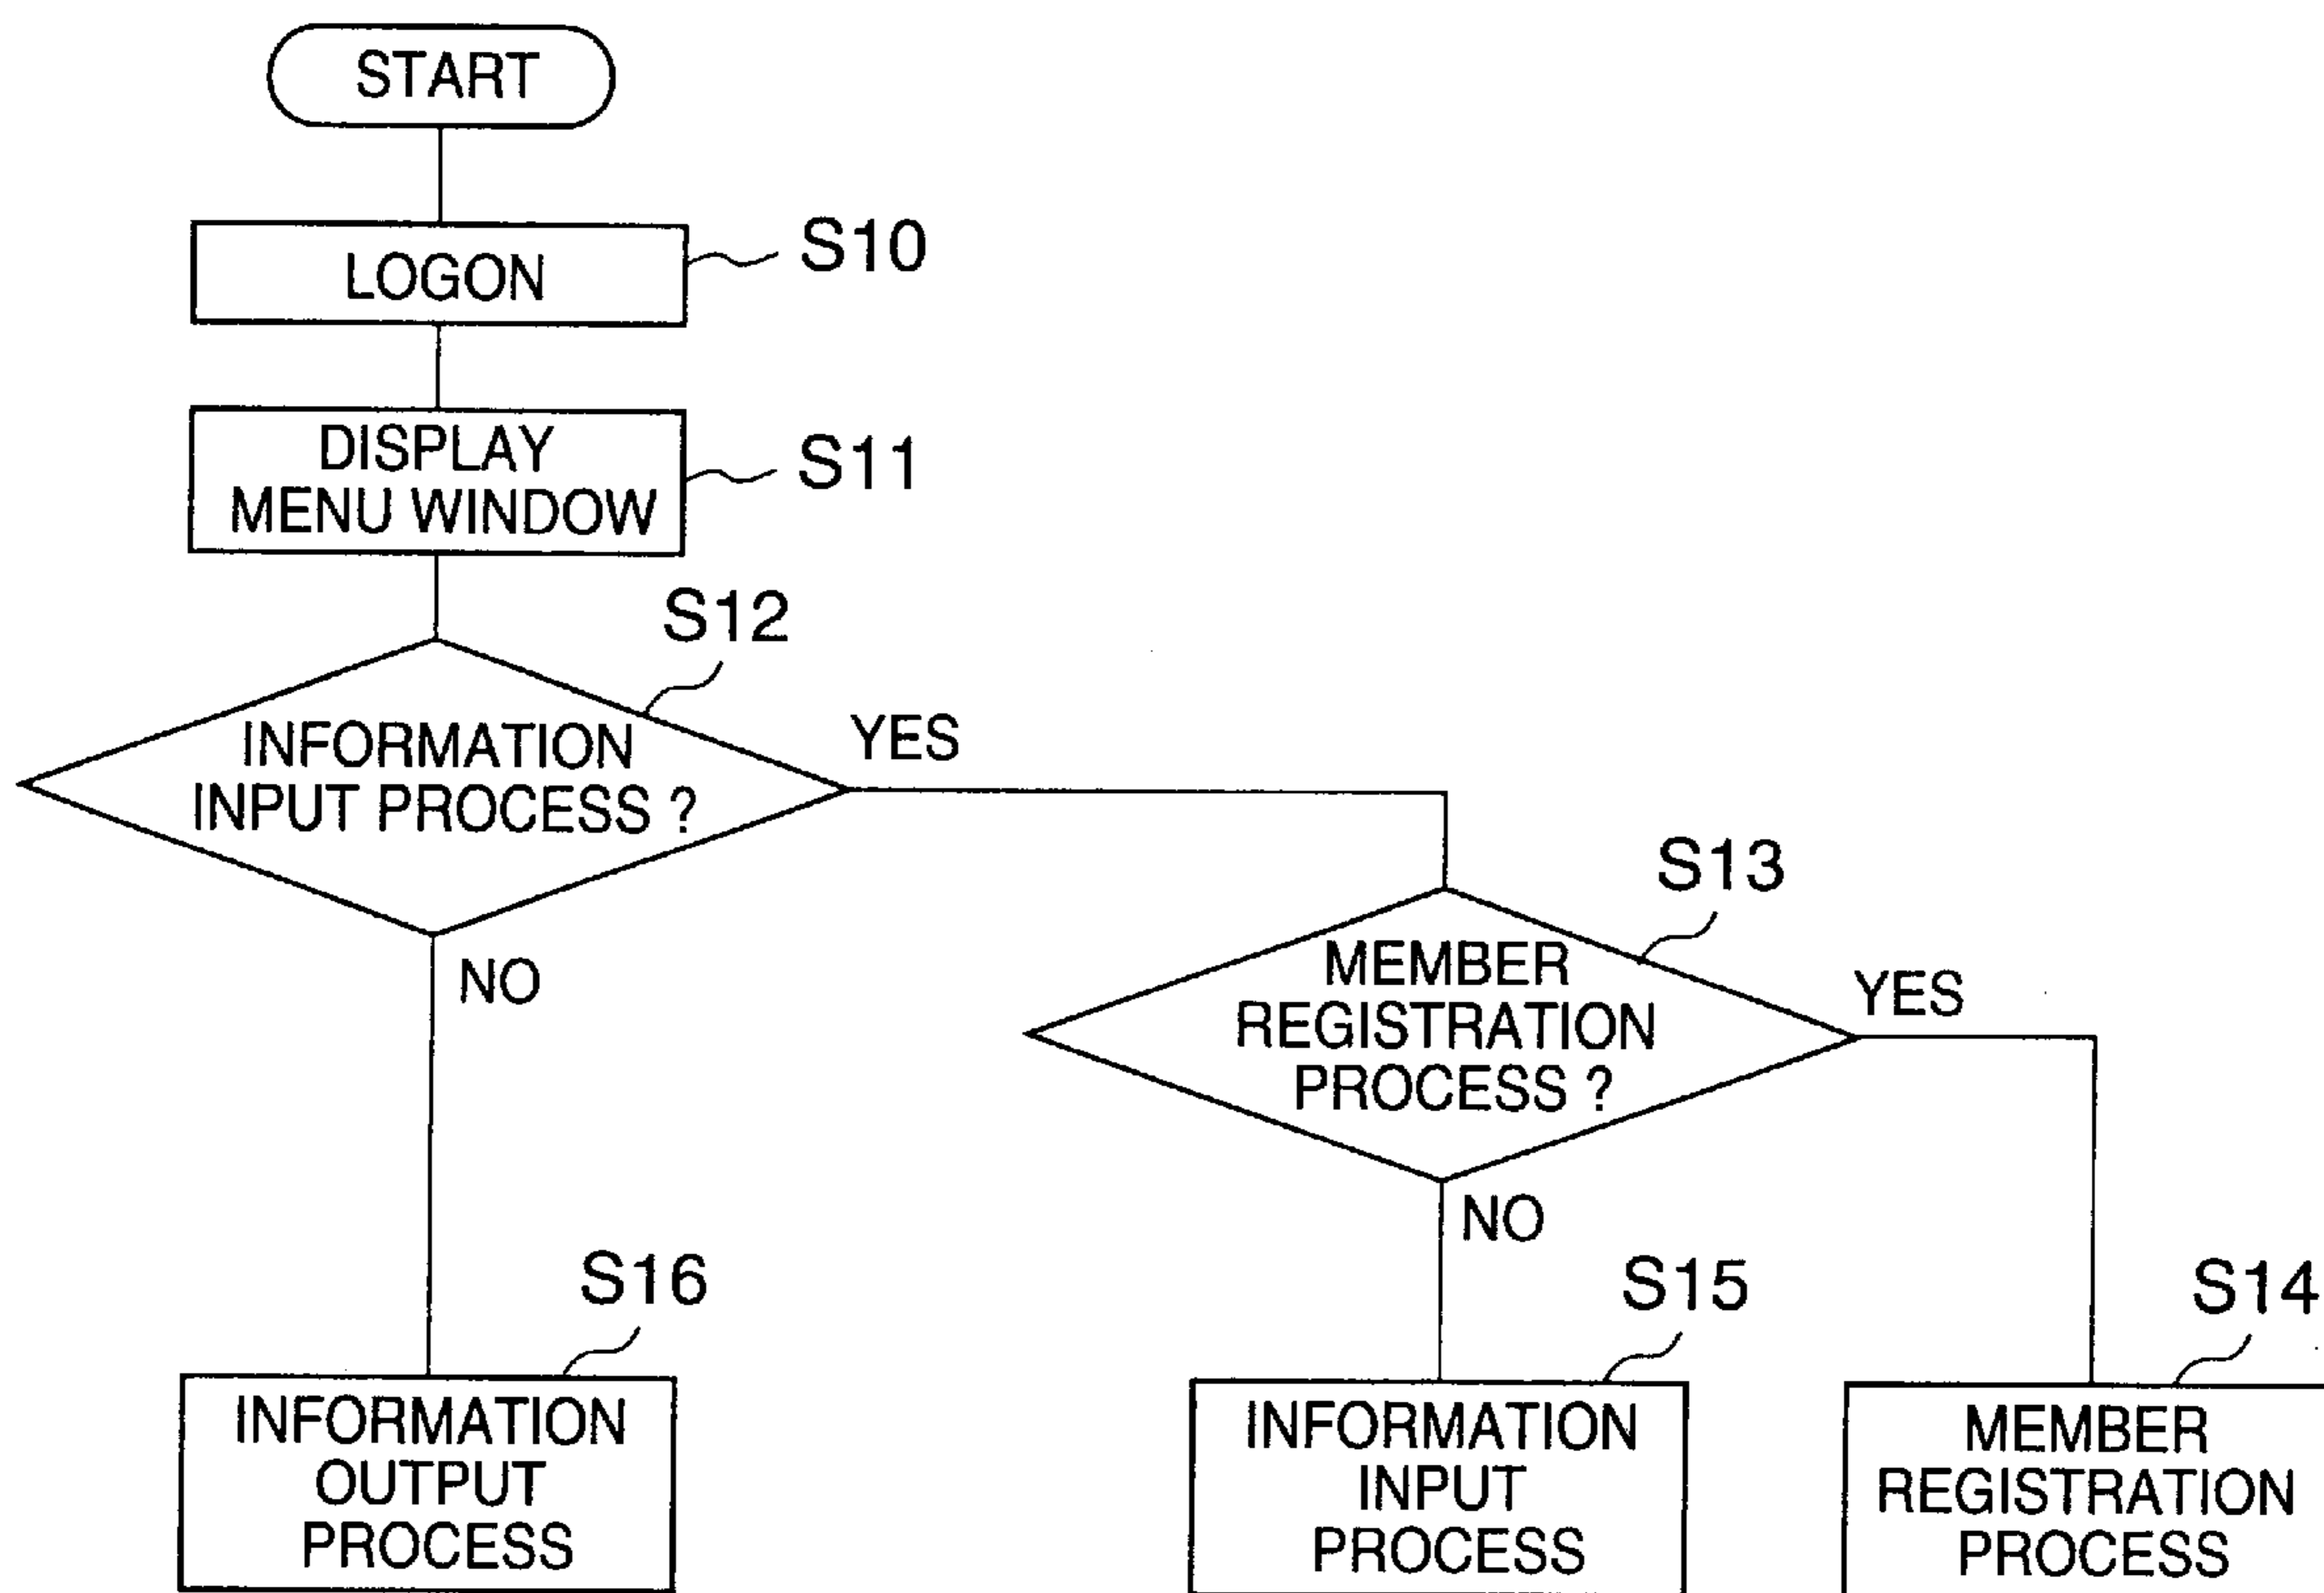 START
LOGON
S10
DISPLAY
MENU WINDOW
S11
S12
INFORMATION
INPUT PROCESS ?
YES
NO
S13
MEMBER
REGISTRATION
PROCESS ?
YES
NO
S16
INFORMATION
OUTPUT
PROCESS
S15
INFORMATION
INPUT
PROCESS
S14
MEMBER
REGISTRATION
PROCESS